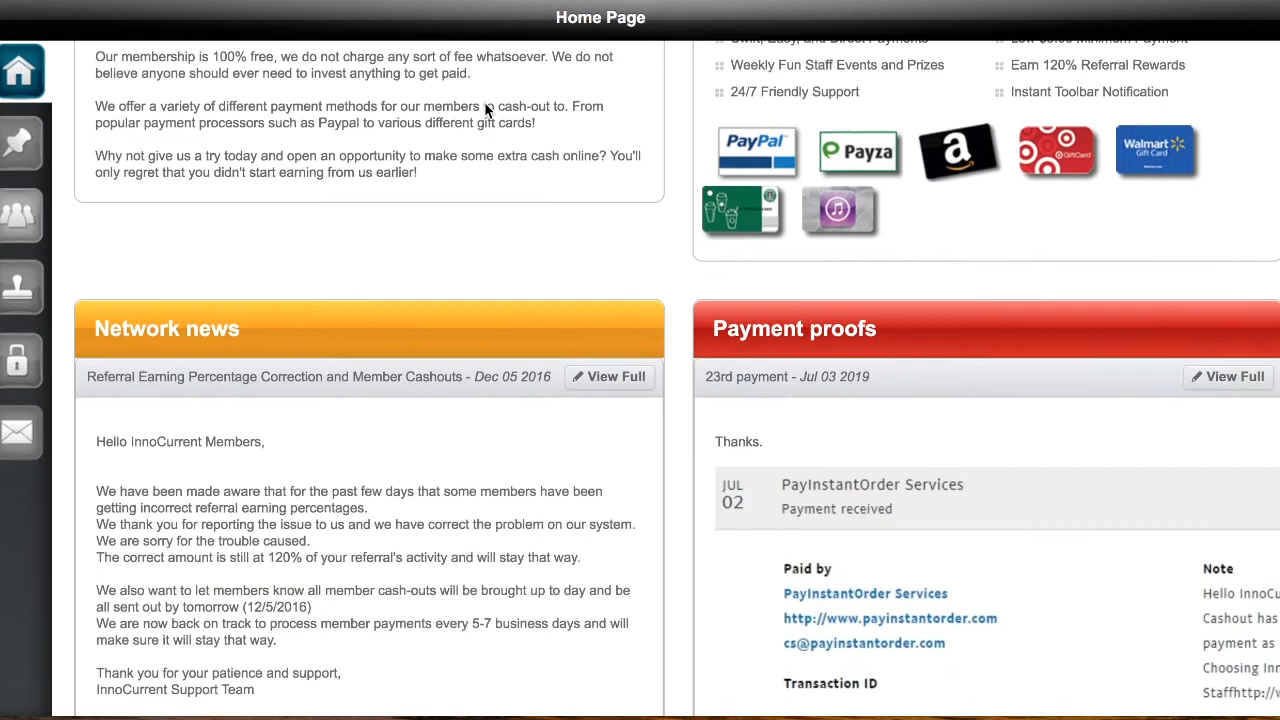 Home Page
Our membership is 100% free, we do not charge any sort of fee whatsoever. We do not
believe anyone should ever need to invest anything to get paid.
We offer a variety of different payment methods for our members to cash-out to. From
popular payment processors such as Paypal to various different gift cards!
Why not give us a try today and open an opportunity to make some extra cash online? You'll
only regret that you didn't start earning from us earlier!
Swift, Easy, and Direct Payments
Weekly Fun Staff Events and Prizes
Earn 120% Referral Rewards
24/7 Friendly Support
Instant Toolbar Notification
PayPal
Payza
a
GiftCard
Walmart
Gift Card
Network news
Referral Earning Percentage Correction and Member Cashouts - Dec 05 2016
View Full
Hello InnoCurrent Members,
We have been made aware that for the past few days that some members have been
getting incorrect referral earning percentages.
We thank you for reporting the issue to us and we have correct the problem on our system.
We are sorry for the trouble caused.
The correct amount is still at 120% of your referral's activity and will stay that way.
We also want to let members know all member cash-outs will be brought up to day and be
all sent out by tomorrow (12/5/2016)
We are now back on track to process member payments every 5-7 business days and will
make sure it will stay that way.
Thank you for your patience and support,
InnoCurrent Support Team
Payment proofs
23rd payment - Jul 03 2019
View Full
Thanks.
JUL
02
PayInstantOrder Services
Payment received
Paid by
PayInstantOrder Services
http://www.payinstantorder.com
cs@payinstantorder.com
Transaction ID
Note
Hello InnoCu
Cashout has
payment as
Choosing Inn
Staffhttp://w